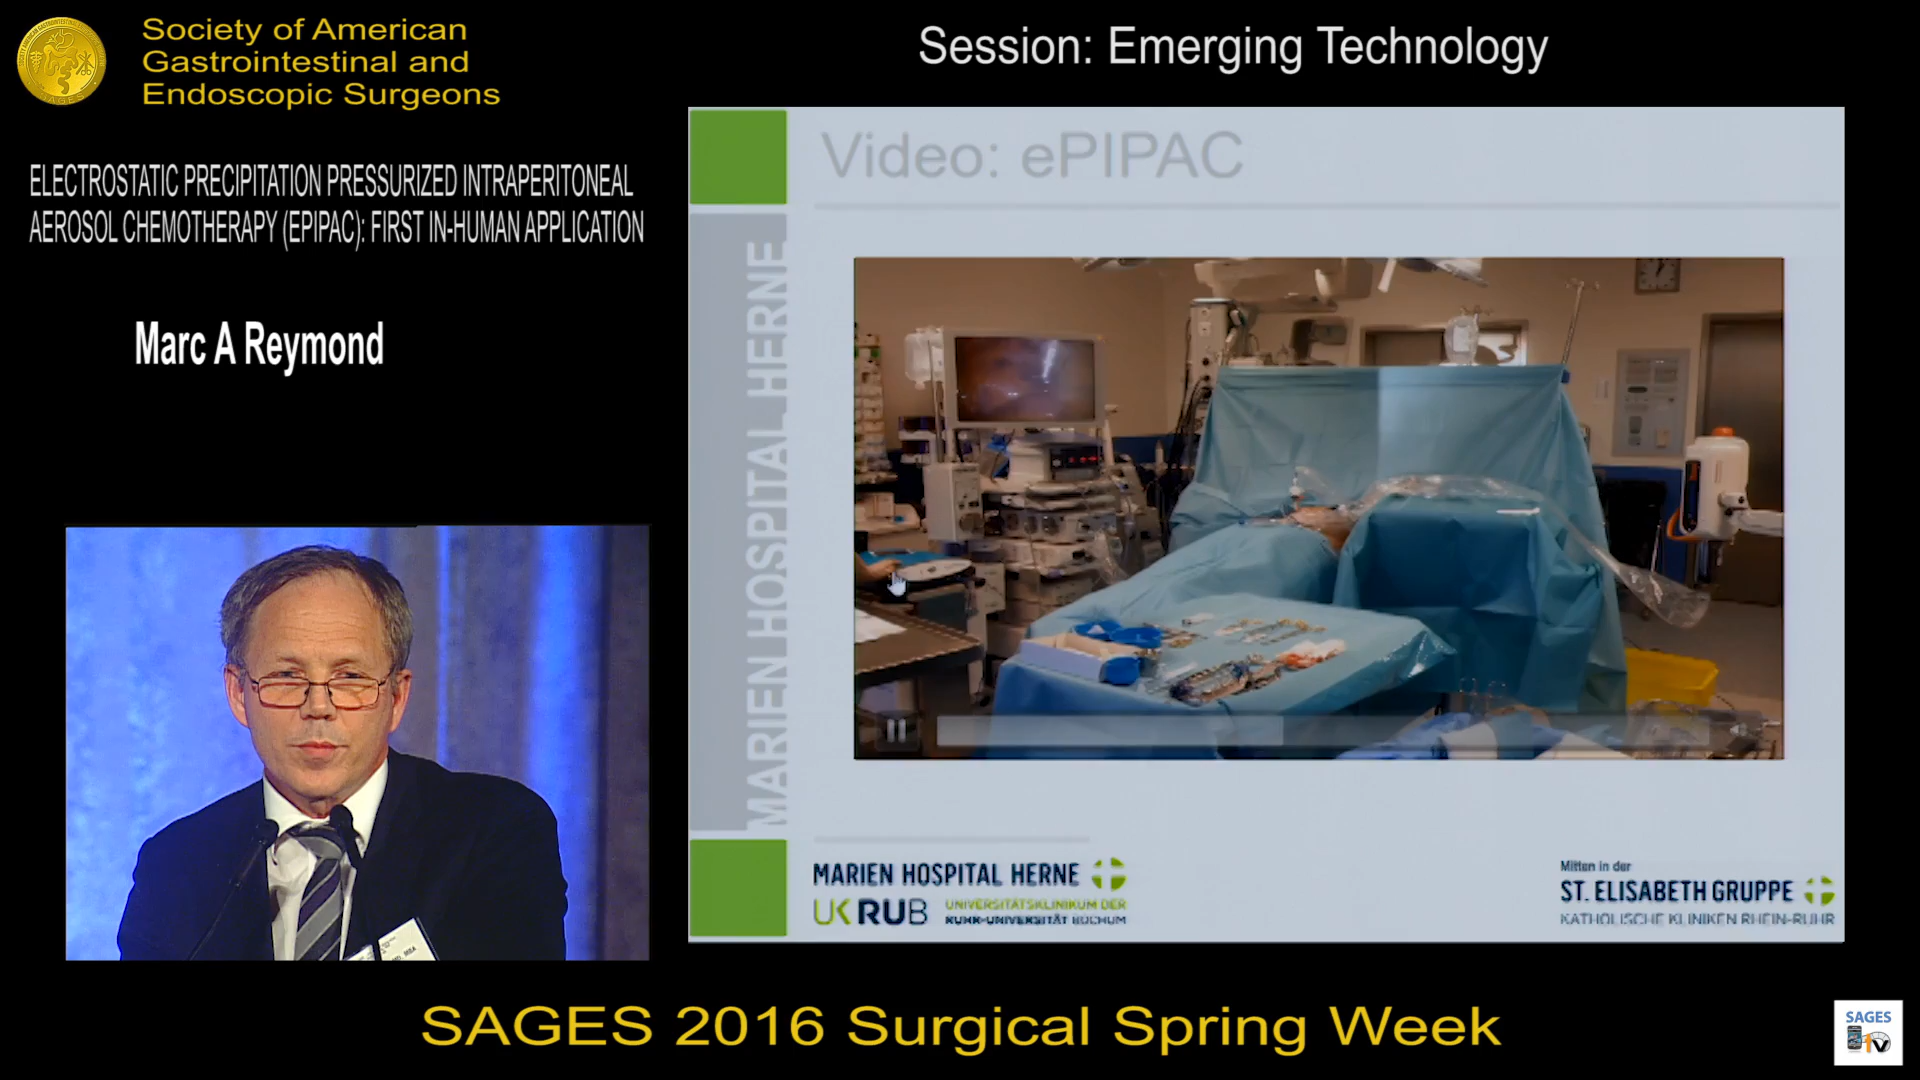 Society of American
Gastrointestinal and
Endoscopic Surgeons
Session: Emerging Technology
ELECTROSTATIC PRECIPITATION PRESSURIZED INTRAPERITONEAL
AEROSOL CHEMOTHERAPY (EPIPAC): FIRST IN-HUMAN APPLICATION
Marc A Reymond
Video: ePIPAC
MARIEN HOSPITAL HERNE
MARIEN HOSPITAL HERNE
UK RUB
UNIVERSITÄTSKLINIKUM DER
RUHR-UNIVERSITÄT BOCHUM
Mitten in der
ST. ELISABETH GRUPPE
KATHOLISCHE KLINIKEN RHEIN-RUHR
SAGES 2016 Surgical Spring Week
SAGES
TV